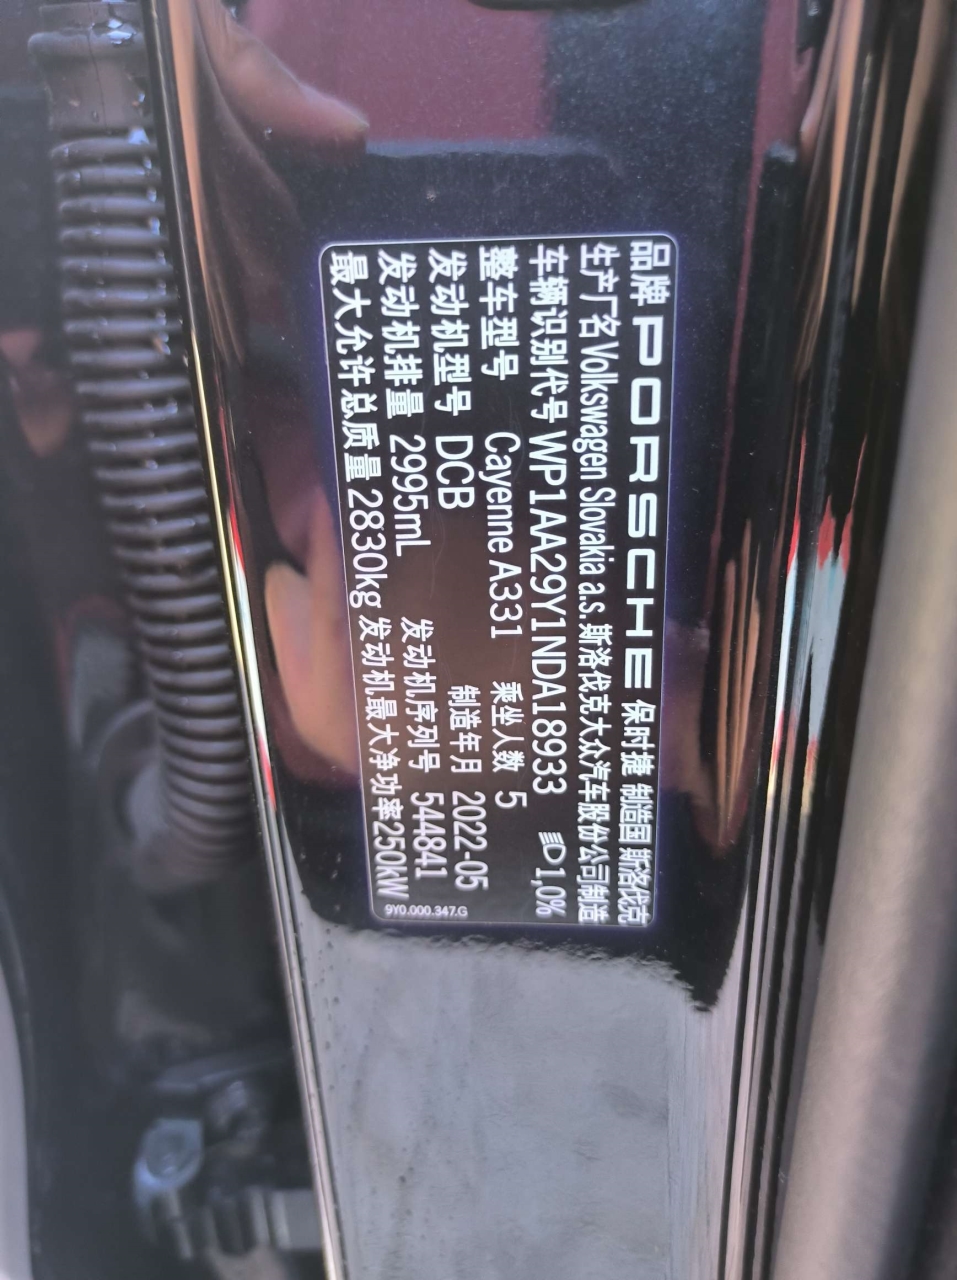 品牌 PORSCHE 保时捷 制造国 斯洛伐克
生产厂名 Volkswagen Slovakia a.s. 斯洛伐克大众汽车股份公司制造
车辆识别代号 WP1AA29Y1NDA18933 1,0%
整车型号 Cayenne A331 乘坐人数 5
发动机型号 DCB 制造年月 2022-05
发动机排量 2995mL 发动机序列号 544841
最大允许总质量 2830kg 发动机最大净功率 250kW
9Y0.000.347.G